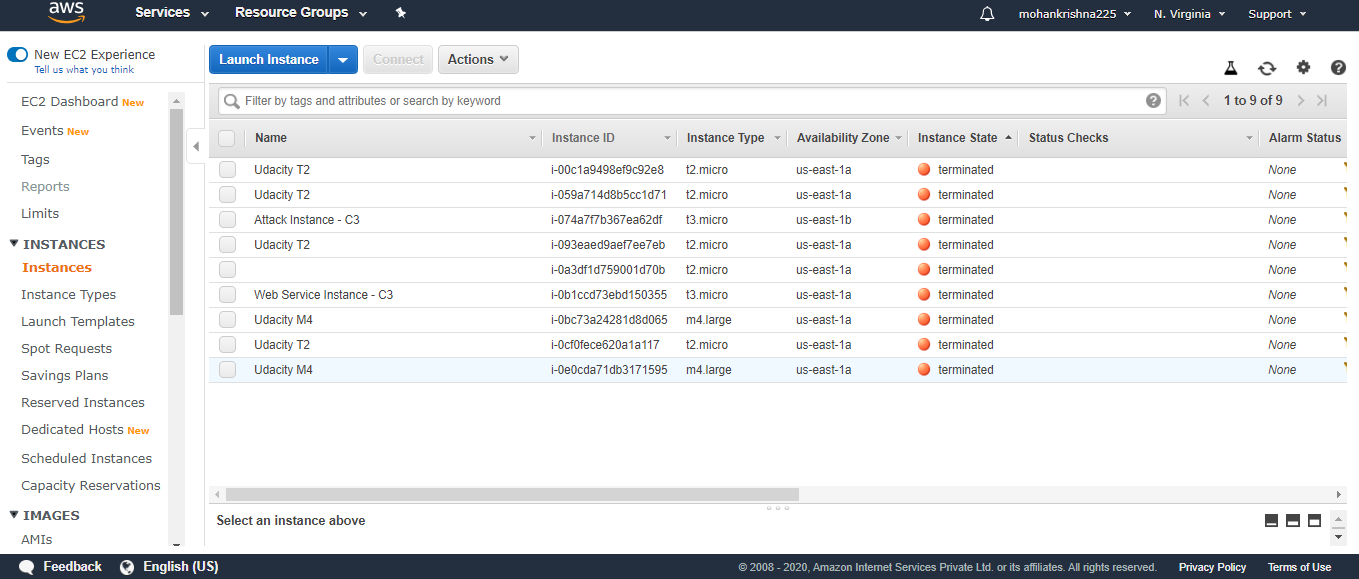 aws
Services Resource Groups mohankrishna225 N. Virginia Support
New EC2 Experience
Tell us what you think
Launch Instance Connect Actions
EC2 Dashboard New
Events New
Tags
Reports
Limits
INSTANCES
Instances
Instance Types
Launch Templates
Spot Requests
Savings Plans
Reserved Instances
Dedicated Hosts New
Scheduled Instances
Capacity Reservations
IMAGES
AMIs
Filter by tags and attributes or search by keyword 1 to 9 of 9
Name Instance ID Instance Type Availability Zone Instance State Status Checks Alarm Status
Udacity T2 i-00c1a9498ef9c92e8 t2.micro us-east-1a terminated None
Udacity T2 i-059a714d8b5cc1d71 t2.micro us-east-1a terminated None
Attack Instance - C3 i-074a7f7b367ea62df t3.micro us-east-1b terminated None
Udacity T2 i-093eaed9aef7ee7eb t2.micro us-east-1a terminated None
i-0a3df1d759001d70b t2.micro us-east-1a terminated None
Web Service Instance - C3 i-0b1ccd73ebd150355 t3.micro us-east-1a terminated None
Udacity M4 i-0bc73a24281d8d065 m4.large us-east-1a terminated None
Udacity T2 i-0cf0fece620a1a117 t2.micro us-east-1a terminated None
Udacity M4 i-0e0cda71db3171595 m4.large us-east-1a terminated None
Select an instance above
Feedback English (US) © 2008 - 2020, Amazon Internet Services Private Ltd. or its affiliates. All rights reserved. Privacy Policy Terms of Use